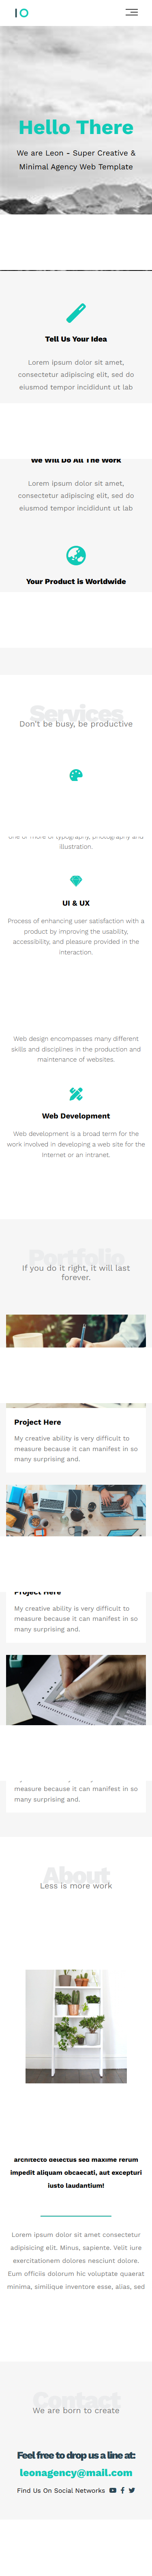 IO
Hello There
We are Leon - Super Creative &
Minimal Agency Web Template
Tell Us Your Idea
Lorem ipsum dolor sit amet,
consectetur adipiscing elit, sed do
eiusmod tempor incididunt ut lab
We Will Do All The Work
Lorem ipsum dolor sit amet,
consectetur adipiscing elit, sed do
eiusmod tempor incididunt ut lab
Your Product is Worldwide
Services
Don't be busy, be productive
one or more of typography, photography and
illustration.
UI & UX
Process of enhancing user satisfaction with a
product by improving the usability,
accessibility, and pleasure provided in the
interaction.
Web design encompasses many different
skills and disciplines in the production and
maintenance of websites.
Web Development
Web development is a broad term for the
work involved in developing a web site for the
Internet or an intranet.
Portfolio
If you do it right, it will last
forever.
Project Here
My creative ability is very difficult to
measure because it can manifest in so
many surprising and.
Project Here
My creative ability is very difficult to
measure because it can manifest in so
many surprising and.
measure because it can manifest in so
many surprising and.
About
Less is more work
architecto delectus sed maxime rerum
impedit aliquam obcaecati, aut excepturi
iusto laudantium!
Lorem ipsum dolor sit amet consectetur
adipisicing elit. Minus, sapiente. Velit iure
exercitationem dolores nesciunt dolore.
Eum officiis dolorum hic voluptate quaerat
minima, similique inventore esse, alias, sed
Contact
We are born to create
Feel free to drop us a line at:
leonagency@mail.com
Find Us On Social Networks